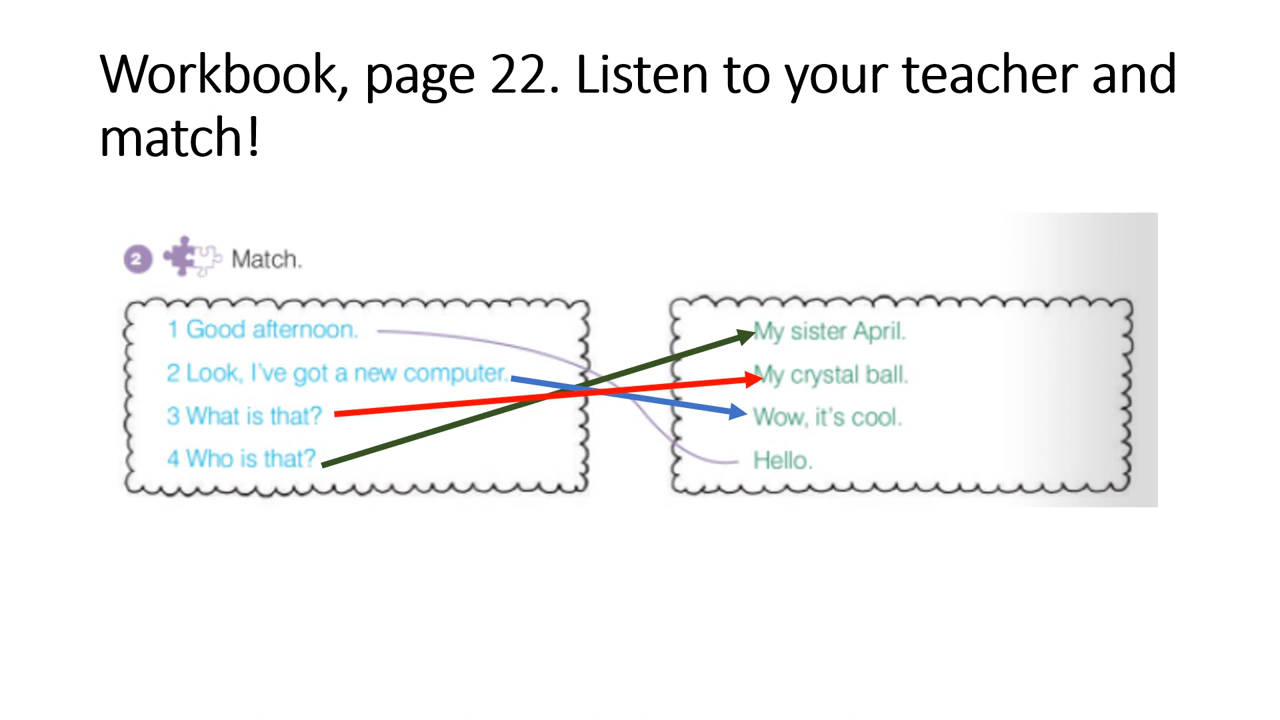 Workbook, page 22. Listen to your teacher and
match!
2 Match.
1 Good afternoon.
2 Look, I've got a new computer.
3 What is that?
4 Who is that?
My sister April.
My crystal ball.
Wow, it's cool.
Hello.